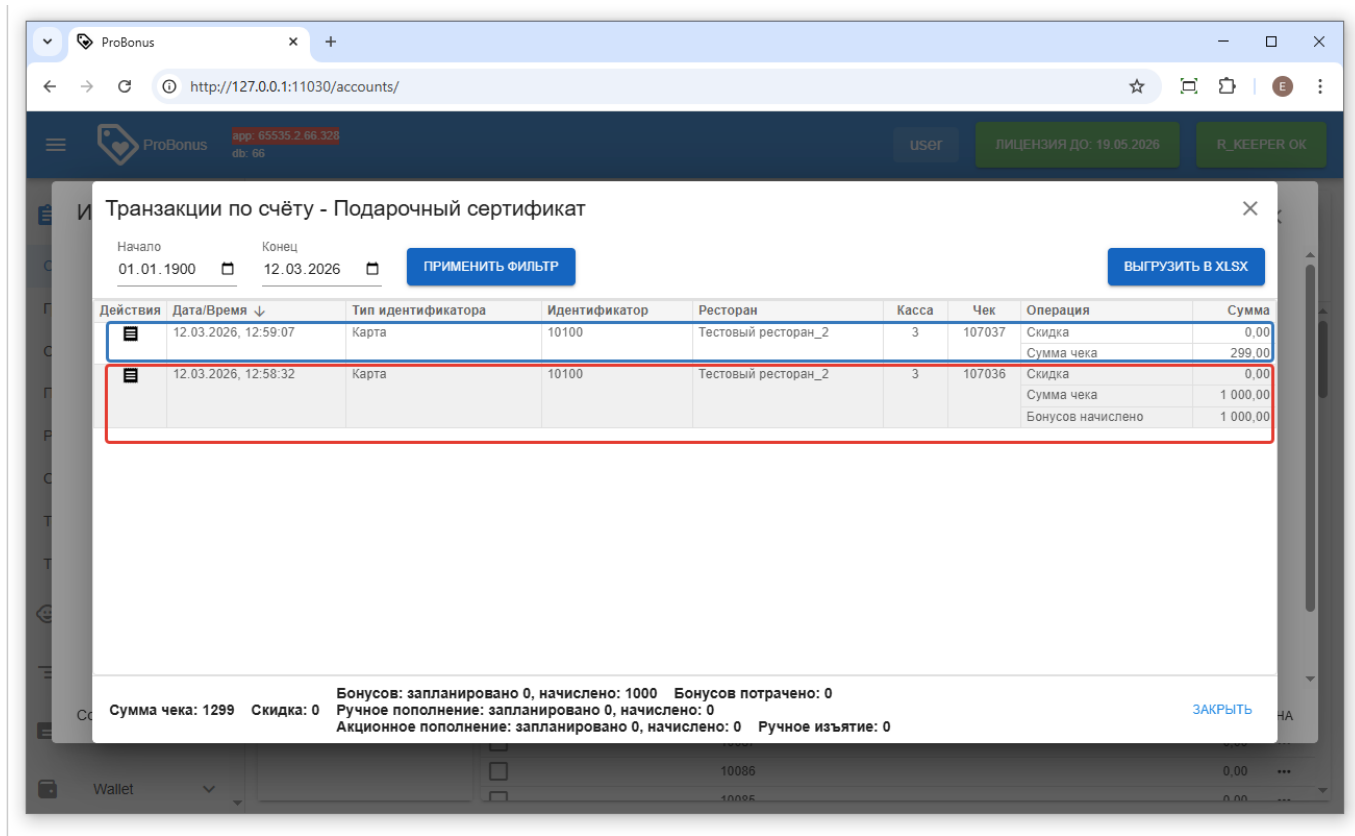 ProBonus
http://127.0.0.1:11030/accounts/
E
ProBonus
app: 65535.2.66.328
db: 66
user
ЛИЦЕНЗИЯ ДО: 19.05.2026
R_KEEPER OK
Транзакции по счёту - Подарочный сертификат
Начало Конец
01.01.1900 12.03.2026 ПРИМЕНИТЬ ФИЛЬТР ВЫГРУЗИТЬ В XLSX
Действия Дата/Время Тип идентификатора Идентификатор Ресторан Касса Чек Операция Сумма
12.03.2026, 12:59:07 Карта 10100 Тестовый ресторан_2 3 107037 Скидка 0,00
Сумма чека 299,00
12.03.2026, 12:58:32 Карта 10100 Тестовый ресторан_2 3 107036 Скидка 0,00
Сумма чека 1 000,00
Бонусов начислено 1 000,00
Бонусов: запланировано 0, начислено: 1000 Бонусов потрачено: 0
Сумма чека: 1299 Скидка: 0 Ручное пополнение: запланировано 0, начислено: 0
Акционное пополнение: запланировано 0, начислено: 0 Ручное изъятие: 0
ЗАКРЫТЬ
10086 0,00
Wallet